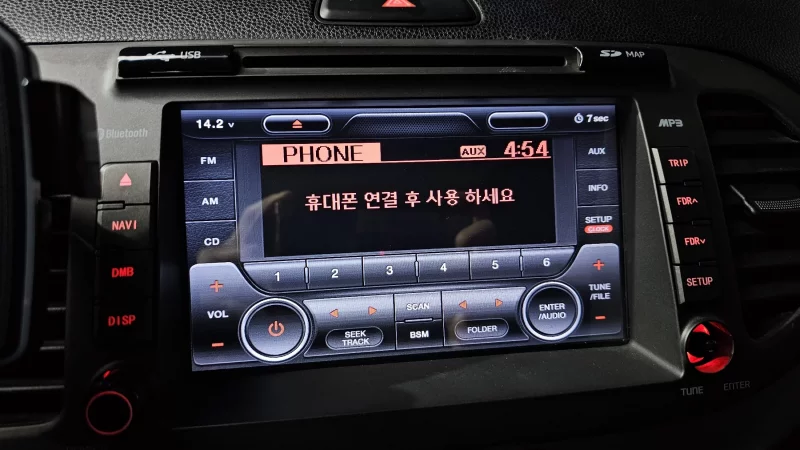 USB
SD MAP
Bluetooth
MP3
14.2 v
7 sec
FM
AM
CD
PHONE
AUX
4:54
휴대폰 연결 후 사용 하세요
AUX
INFO
SETUP
CLOCK
1 2 3 4 5 6
+
VOL
−
SEEK
TRACK
SCAN
BSM
FOLDER
ENTER
/AUDIO
+
TUNE
/FILE
−
NAVI
DMB
DISP
TRIP
FDR∧
FDR∨
SETUP
TUNE ENTER